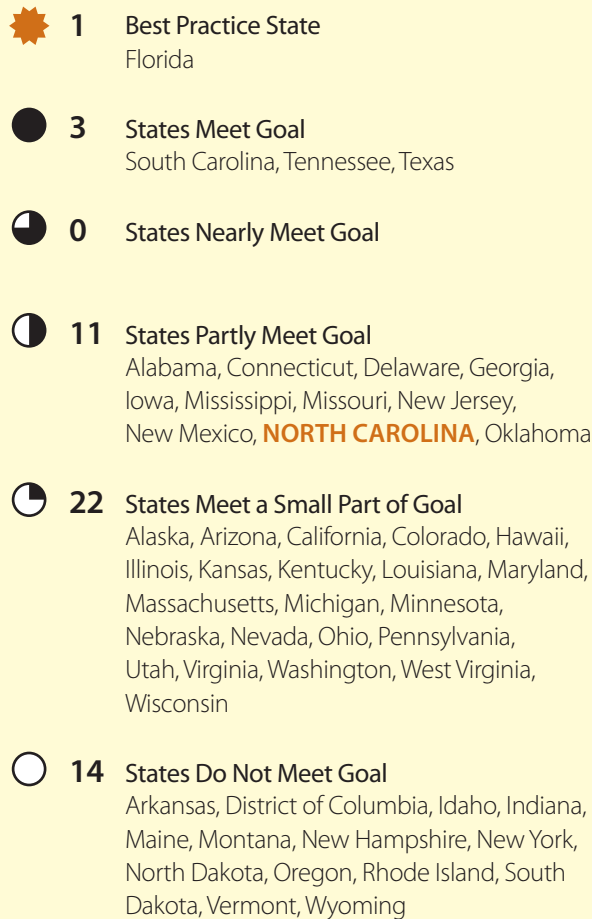 1 Best Practice State
Florida
3 States Meet Goal
South Carolina, Tennessee, Texas
0 States Nearly Meet Goal
11 States Partly Meet Goal
Alabama, Connecticut, Delaware, Georgia,
Iowa, Mississippi, Missouri, New Jersey,
New Mexico, NORTH CAROLINA, Oklahoma
22 States Meet a Small Part of Goal
Alaska, Arizona, California, Colorado, Hawaii,
Illinois, Kansas, Kentucky, Louisiana, Maryland,
Massachusetts, Michigan, Minnesota,
Nebraska, Nevada, Ohio, Pennsylvania,
Utah, Virginia, Washington, West Virginia,
Wisconsin
14 States Do Not Meet Goal
Arkansas, District of Columbia, Idaho, Indiana,
Maine, Montana, New Hampshire, New York,
North Dakota, Oregon, Rhode Island, South
Dakota, Vermont, Wyoming